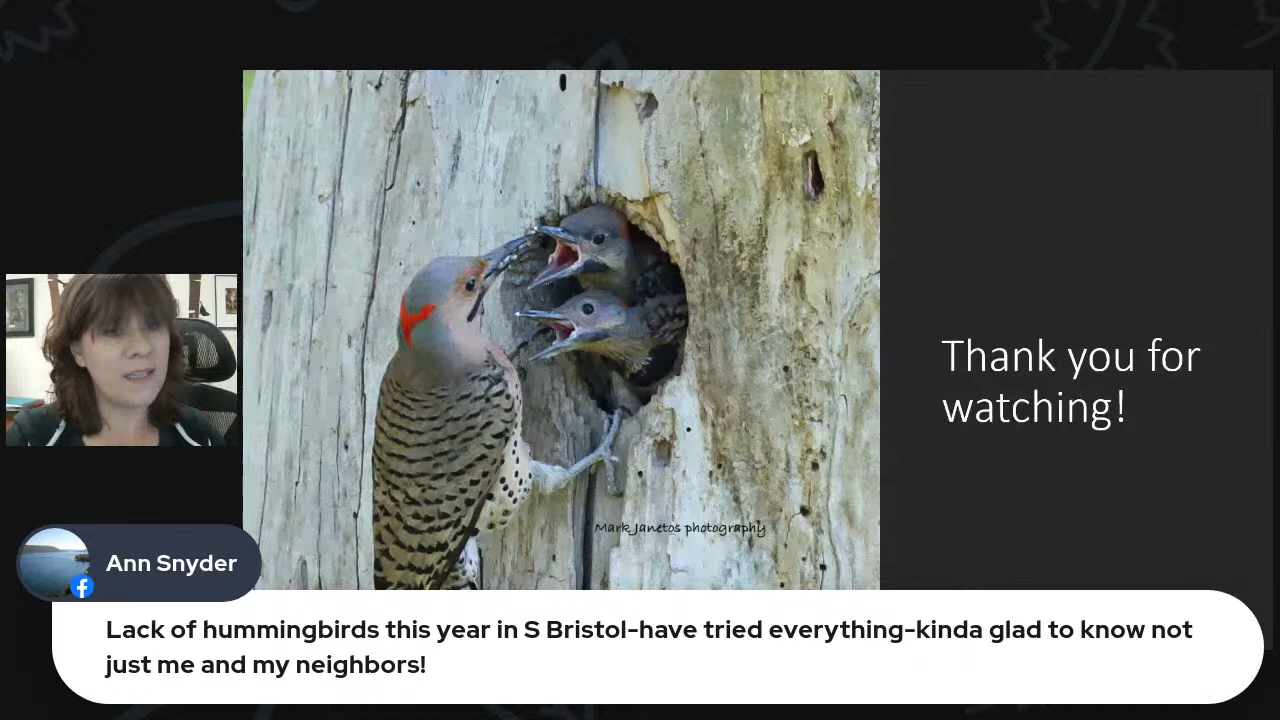 Thank you for
watching!
Mark Janetos photography
Ann Snyder
Lack of hummingbirds this year in S Bristol-have tried everything-kinda glad to know not
just me and my neighbors!